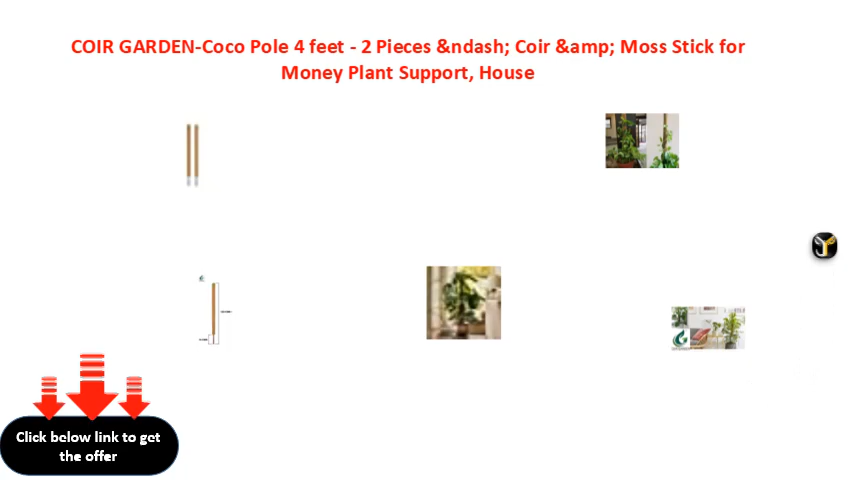 COIR GARDEN-Coco Pole 4 feet - 2 Pieces &ndash; Coir &amp; Moss Stick for
Money Plant Support, House
Click below link to get
the offer